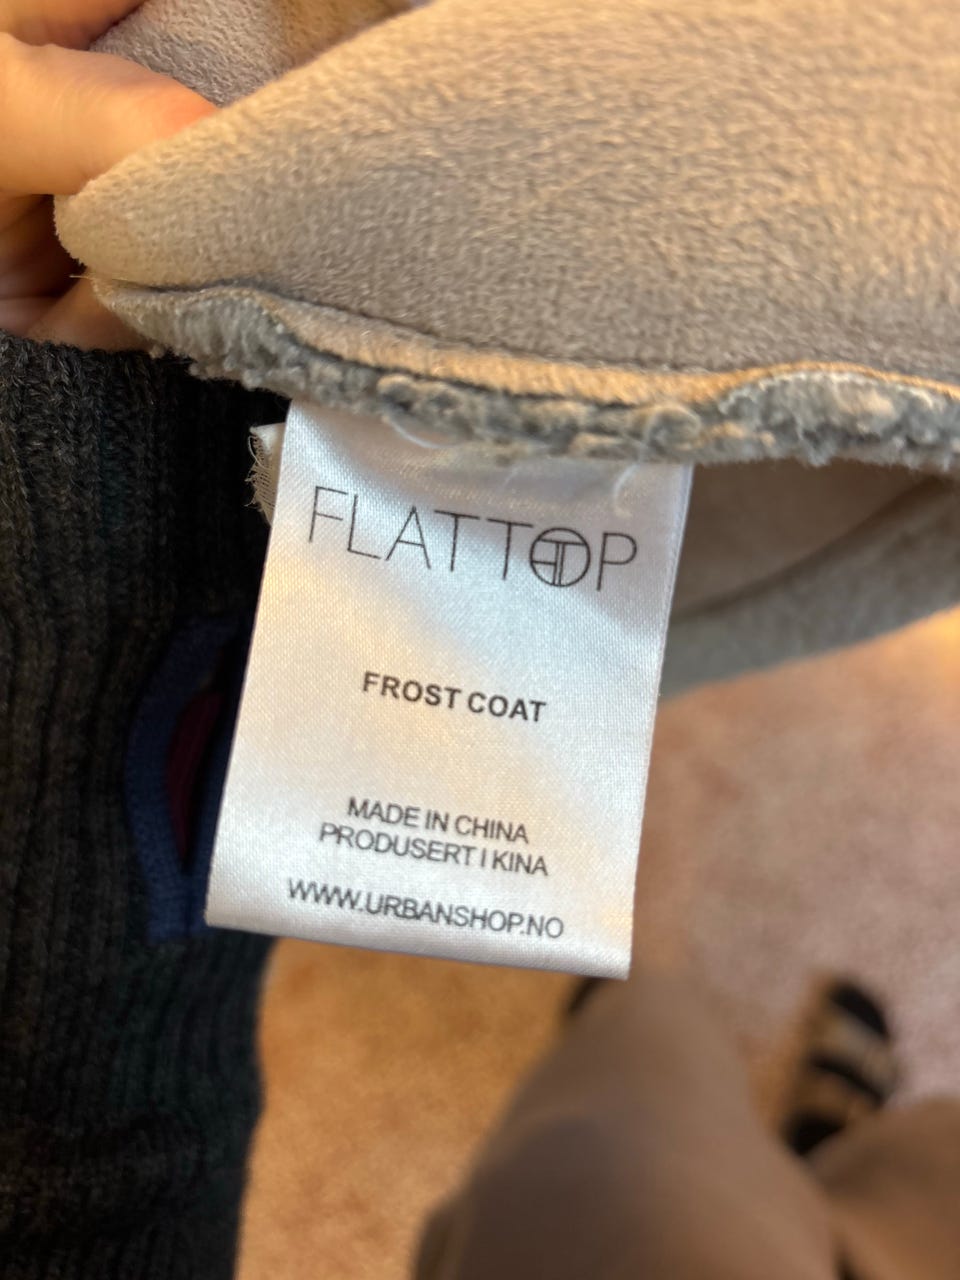 FLATTOP
FROST COAT
MADE IN CHINA
PRODUSERT I KINA
WWW.URBANSHOP.NO